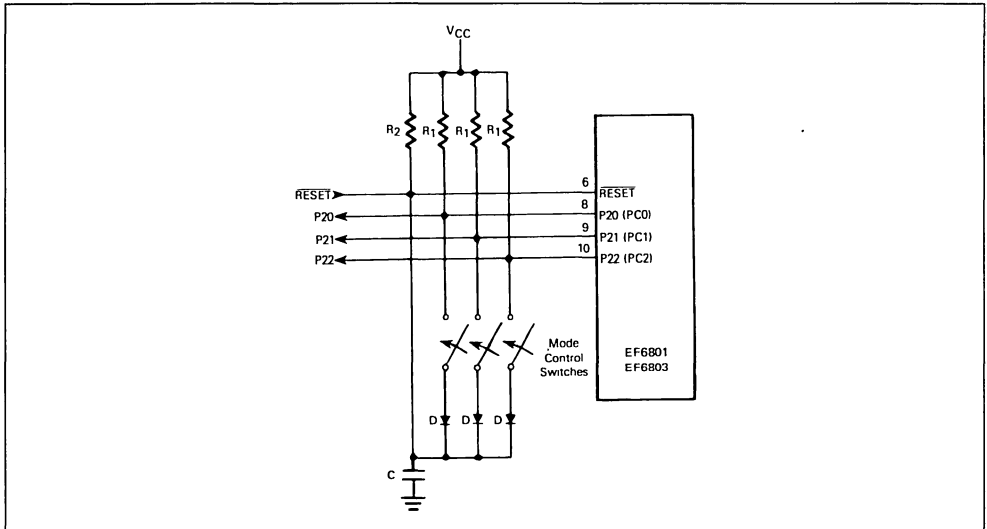 VCC
R2 R1 R1 R1
6
RESET RESET
8
P20 P20 (PC0)
9
P21 P21 (PC1)
10
P22 P22 (PC2)
Mode
Control
Switches
EF6801
EF6803
D D D
C